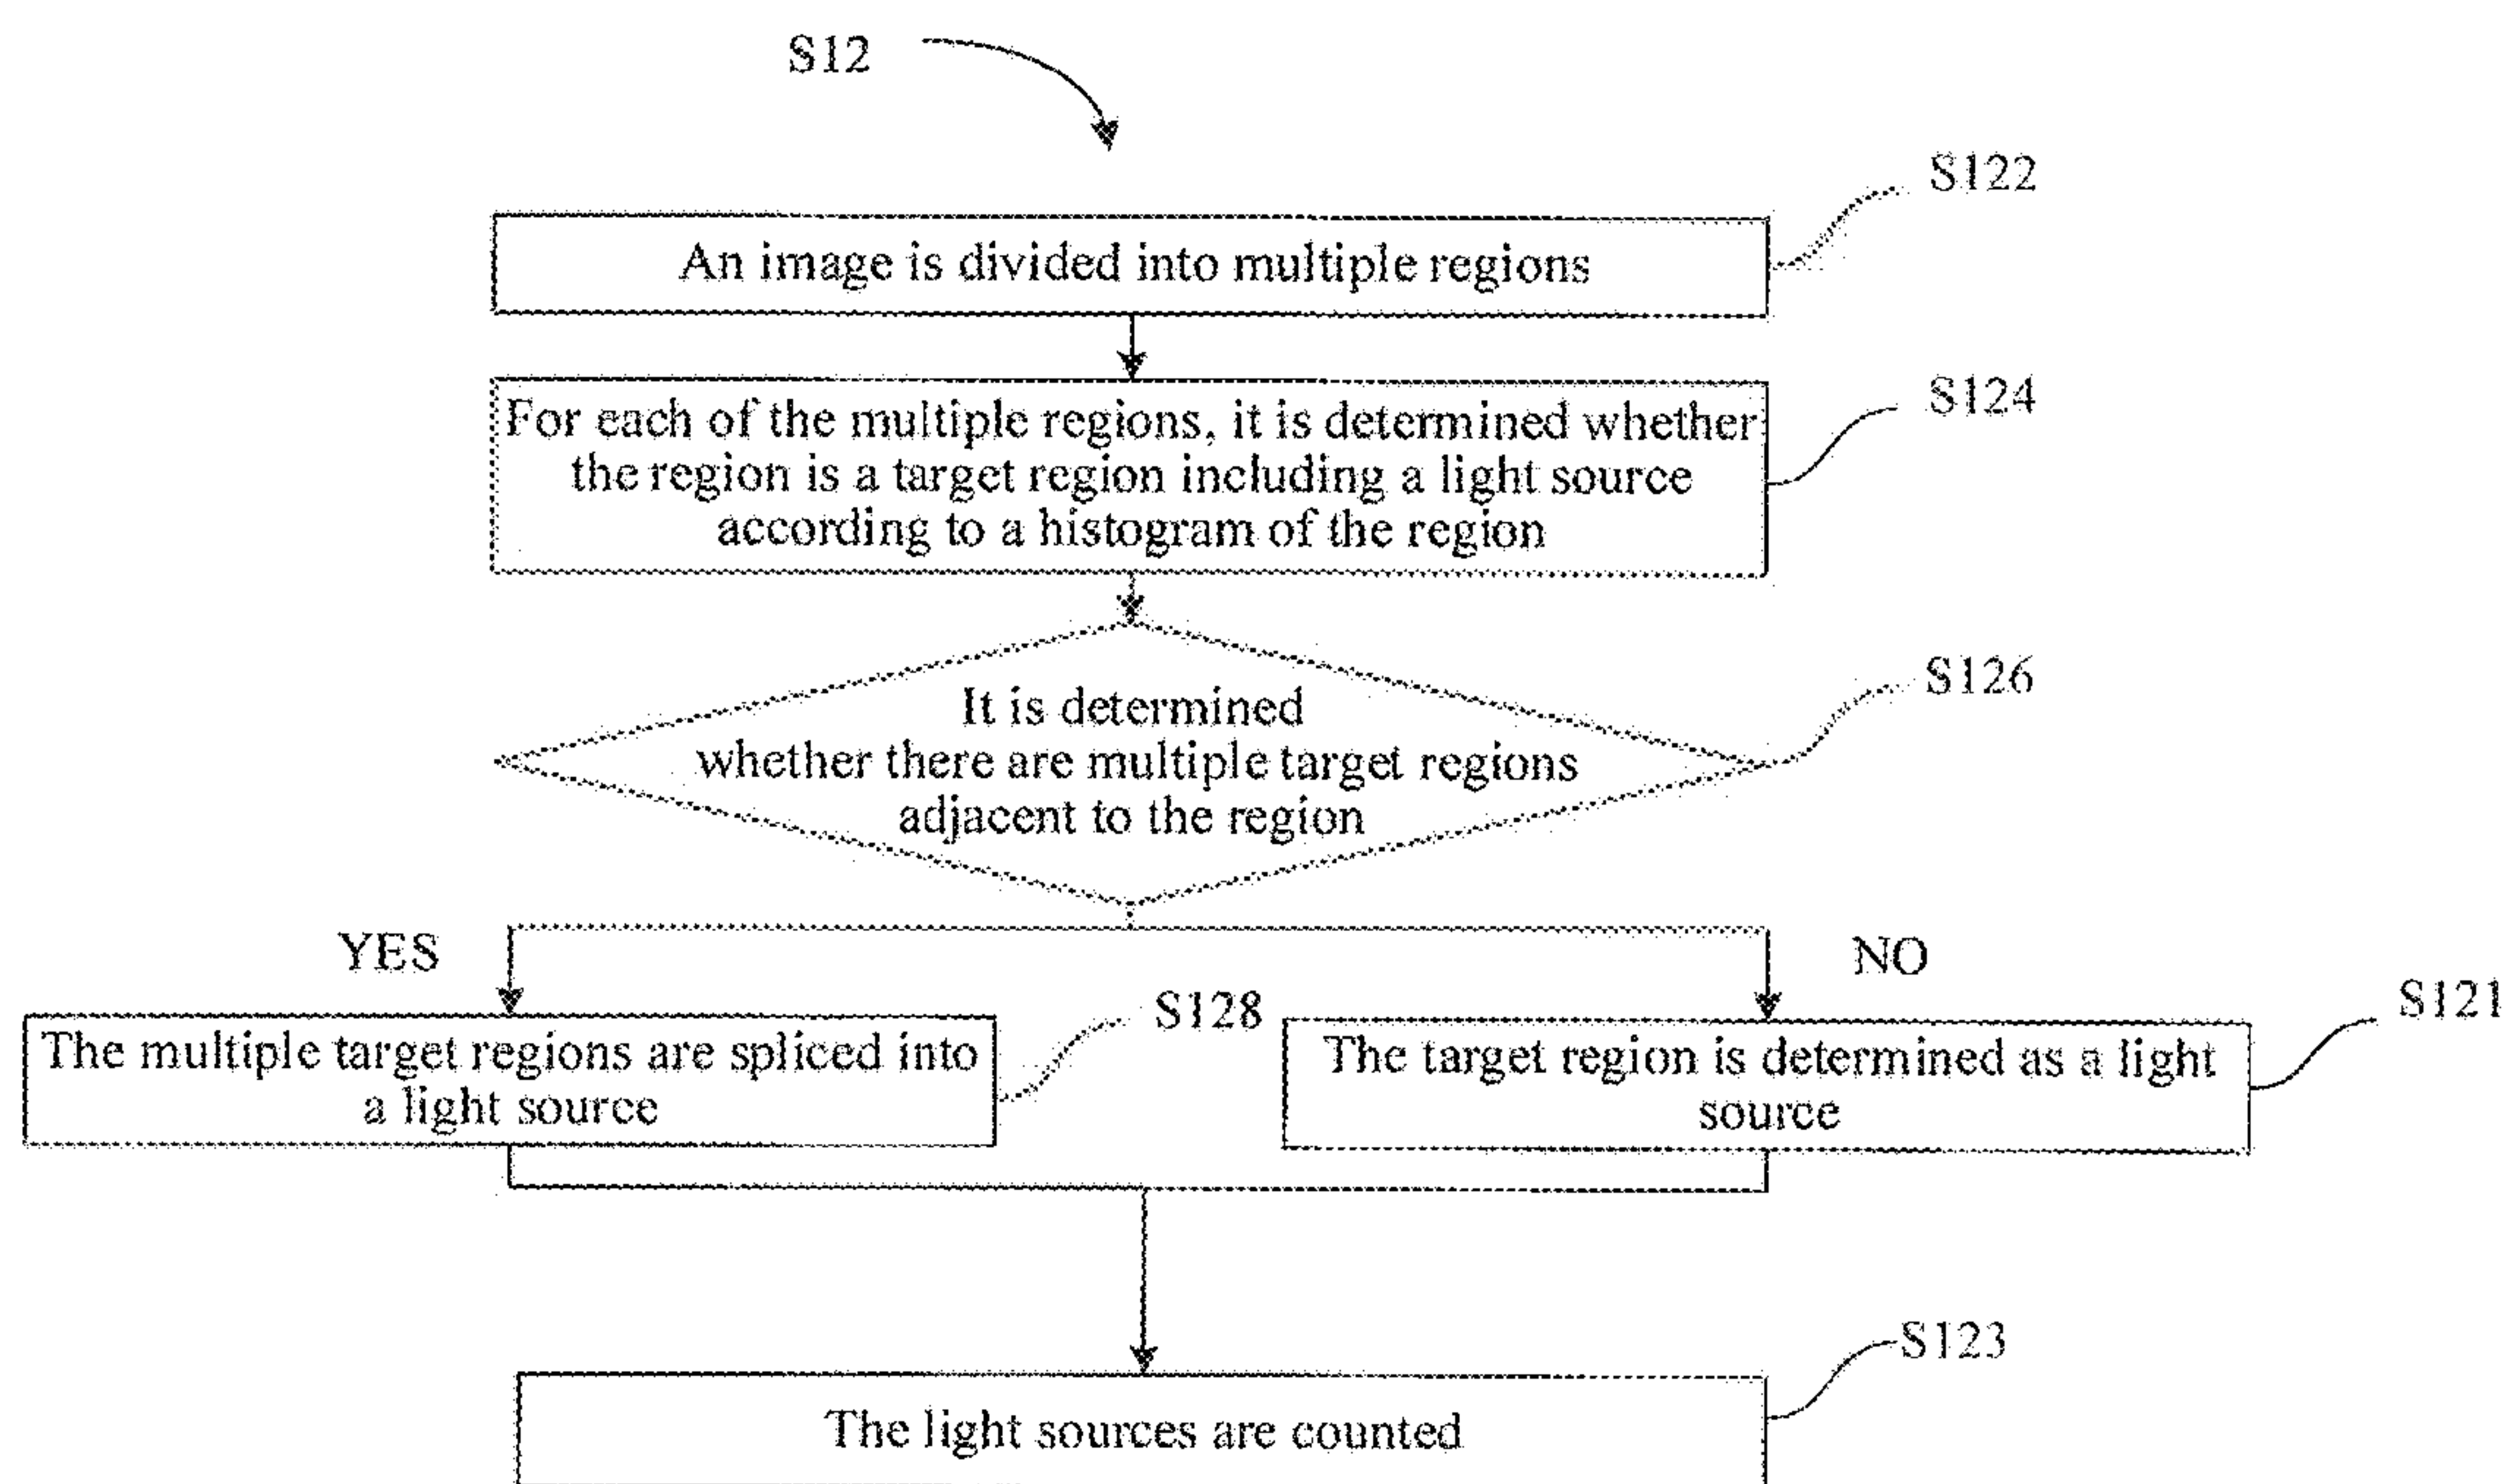 S12
S122
An image is divided into multiple regions
S124
For each of the multiple regions, it is determined whether
the region is a target region including a light source
according to a histogram of the region
S126
It is determined
whether there are multiple target regions
adjacent to the region
YES
NO
S128
S121
The multiple target regions are spliced into
a light source
The target region is determined as a light
source
S123
The light sources are counted